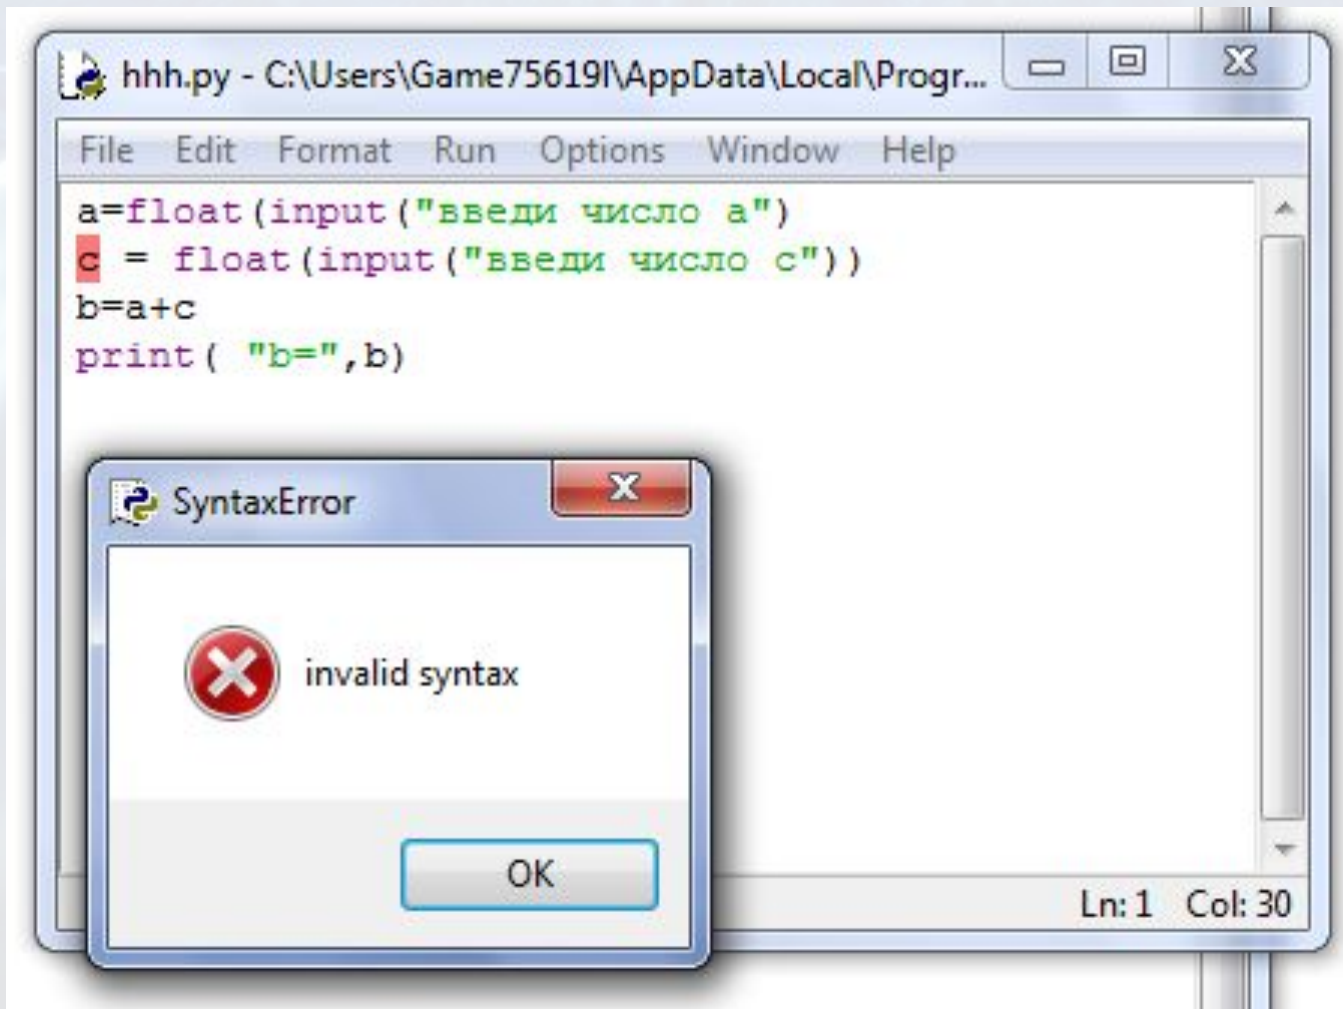 hhh.py - C:\Users\Game75619l\AppData\Local\Progr...
File Edit Format Run Options Window Help
a=float(input("введи число a")
c = float(input("введи число c"))
b=a+c
print( "b=",b)
SyntaxError
invalid syntax
OK
Ln: 1 Col: 30